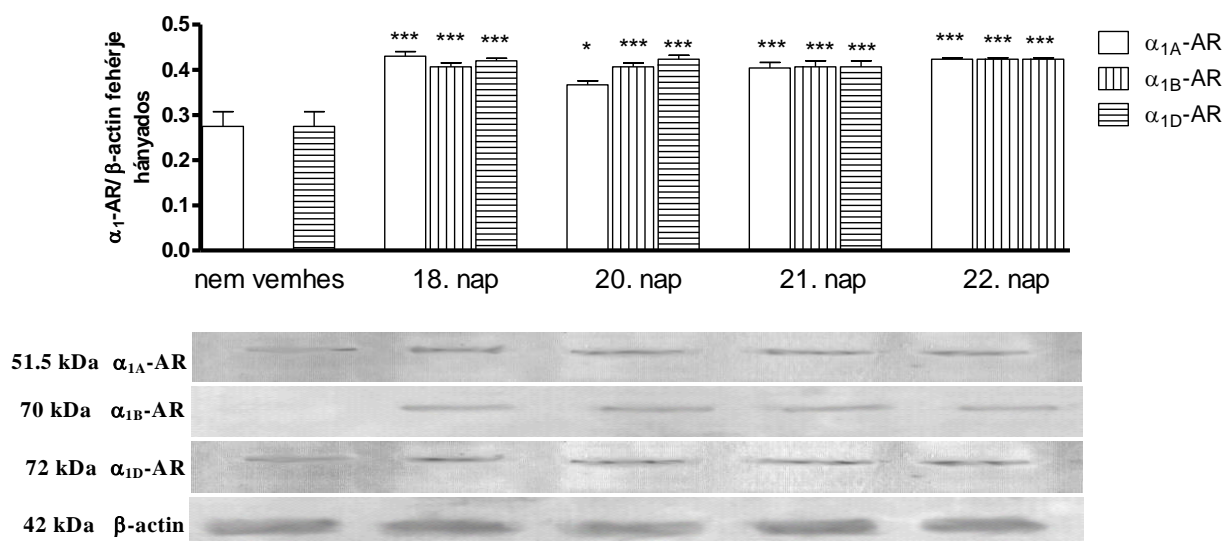 α₁-AR/ β-actin fehérje
hányados
0.5
0.4
0.3
0.2
0.1
0.0
*** *** ***
* *** ***
*** *** ***
*** *** ***
α1A-AR
α1B-AR
α1D-AR
nem vemhes 18. nap 20. nap 21. nap 22. nap
51.5 kDa α1A-AR
70 kDa α1B-AR
72 kDa α1D-AR
42 kDa β-actin